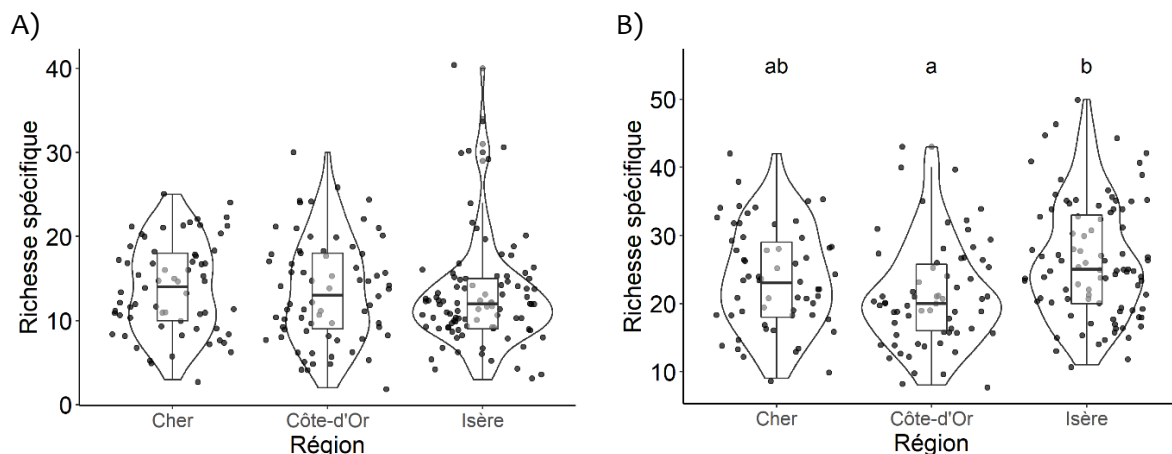 A)
Richesse spécifique
40
30
20
10
0
Cher Côte-d'Or Isère
Région
B)
Richesse spécifique
50
40
30
20
10
ab a b
Cher Côte-d'Or Isère
Région